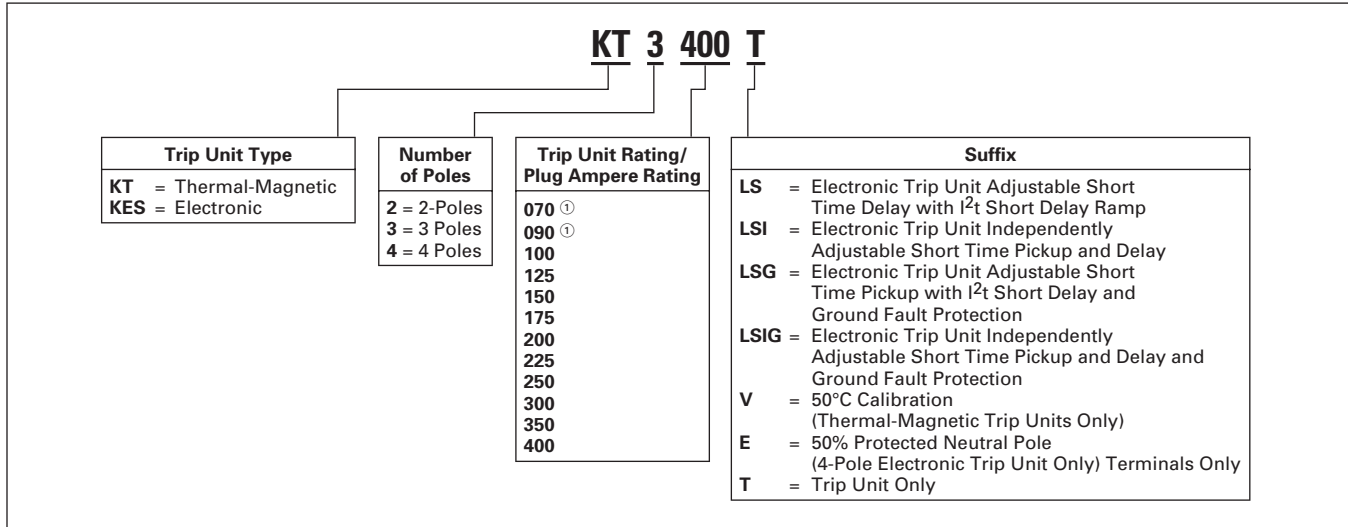 KT 3 400 T
Trip Unit Type
KT = Thermal-Magnetic
KES = Electronic
Number
of Poles
2 = 2-Poles
3 = 3 Poles
4 = 4 Poles
Trip Unit Rating/
Plug Ampere Rating
070 ①
090 ①
100
125
150
175
200
225
250
300
350
400
Suffix
LS = Electronic Trip Unit Adjustable Short
Time Delay with I²t Short Delay Ramp
LSI = Electronic Trip Unit Independently
Adjustable Short Time Pickup and Delay
LSG = Electronic Trip Unit Adjustable Short
Time Pickup with I²t Short Delay and
Ground Fault Protection
LSIG = Electronic Trip Unit Independently
Adjustable Short Time Pickup and Delay and
Ground Fault Protection
V = 50°C Calibration
(Thermal-Magnetic Trip Units Only)
E = 50% Protected Neutral Pole
(4-Pole Electronic Trip Unit Only) Terminals Only
T = Trip Unit Only